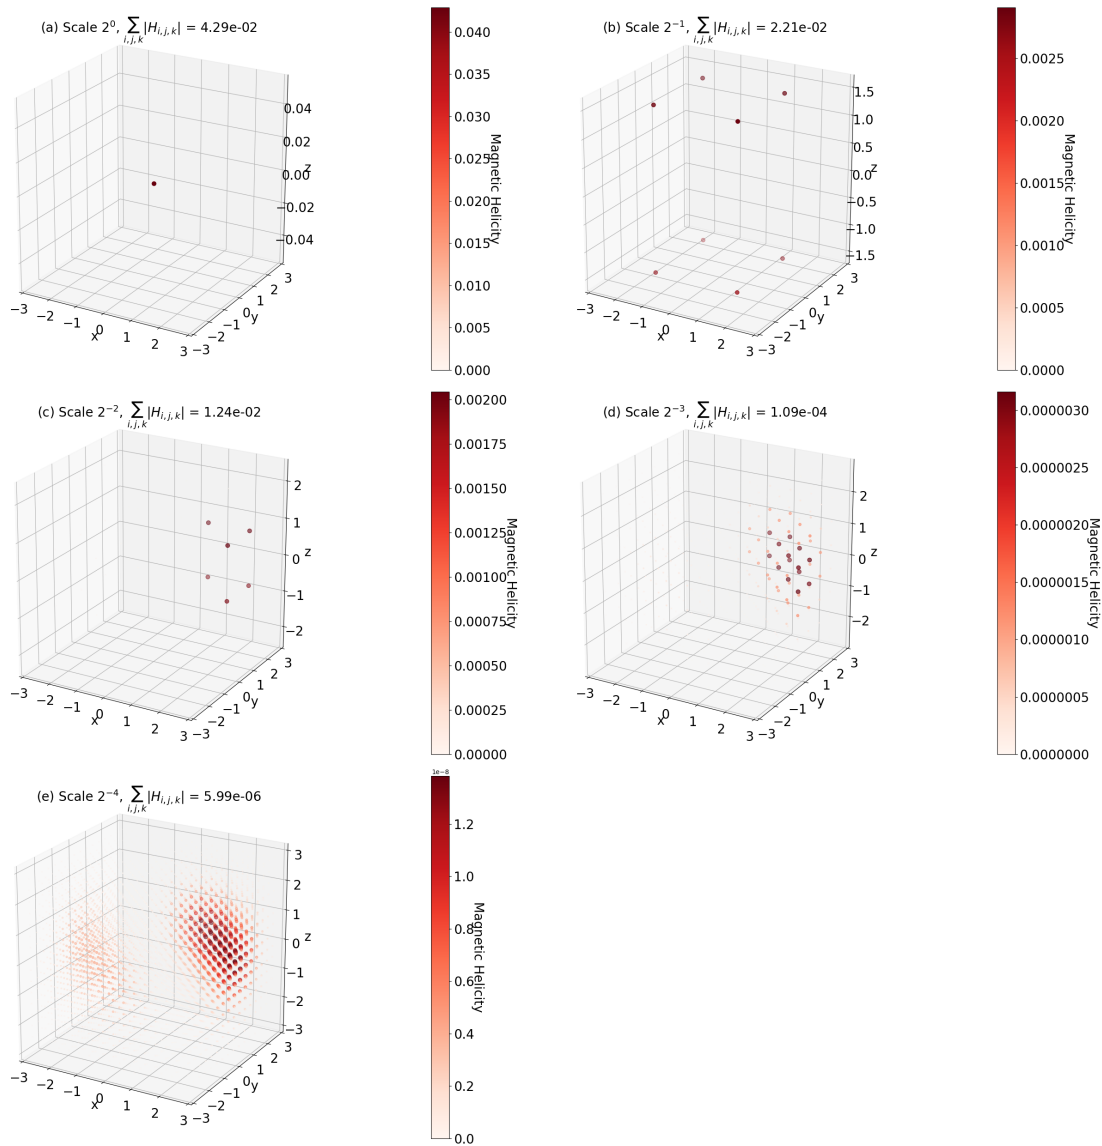 (a) Scale 2⁰, ∑_{i,j,k} |H_{i,j,k}| = 4.29e-02
0.04
0.02
0.00
z
−0.02
−0.04
−3 −2 −1 0 1 2 3
x
−3 −2 −1 0 1 2 3
y
0.040
0.035
0.030
0.025
0.020
0.015
0.010
0.005
0.000
Magnetic Helicity
(b) Scale 2⁻¹, ∑_{i,j,k} |H_{i,j,k}| = 2.21e-02
1.5
1.0
0.5
0.0
z
−0.5
−1.0
−1.5
−3 −2 −1 0 1 2 3
x
−3 −2 −1 0 1 2 3
y
0.0025
0.0020
0.0015
0.0010
0.0005
0.0000
Magnetic Helicity
(c) Scale 2⁻², ∑_{i,j,k} |H_{i,j,k}| = 1.24e-02
2
1
0
z
−1
−2
−3 −2 −1 0 1 2 3
x
−3 −2 −1 0 1 2 3
y
0.00200
0.00175
0.00150
0.00125
0.00100
0.00075
0.00050
0.00025
0.00000
Magnetic Helicity
(d) Scale 2⁻³, ∑_{i,j,k} |H_{i,j,k}| = 1.09e-04
2
1
0
z
−1
−2
−3 −2 −1 0 1 2 3
x
−3 −2 −1 0 1 2 3
y
0.0000030
0.0000025
0.0000020
0.0000015
0.0000010
0.0000005
0.0000000
Magnetic Helicity
(e) Scale 2⁻⁴, ∑_{i,j,k} |H_{i,j,k}| = 5.99e-06
3
2
1
0
z
−1
−2
−3
−3 −2 −1 0 1 2 3
x
−3 −2 −1 0 1 2 3
y
1e−8
1.2
1.0
0.8
0.6
0.4
0.2
0.0
Magnetic Helicity